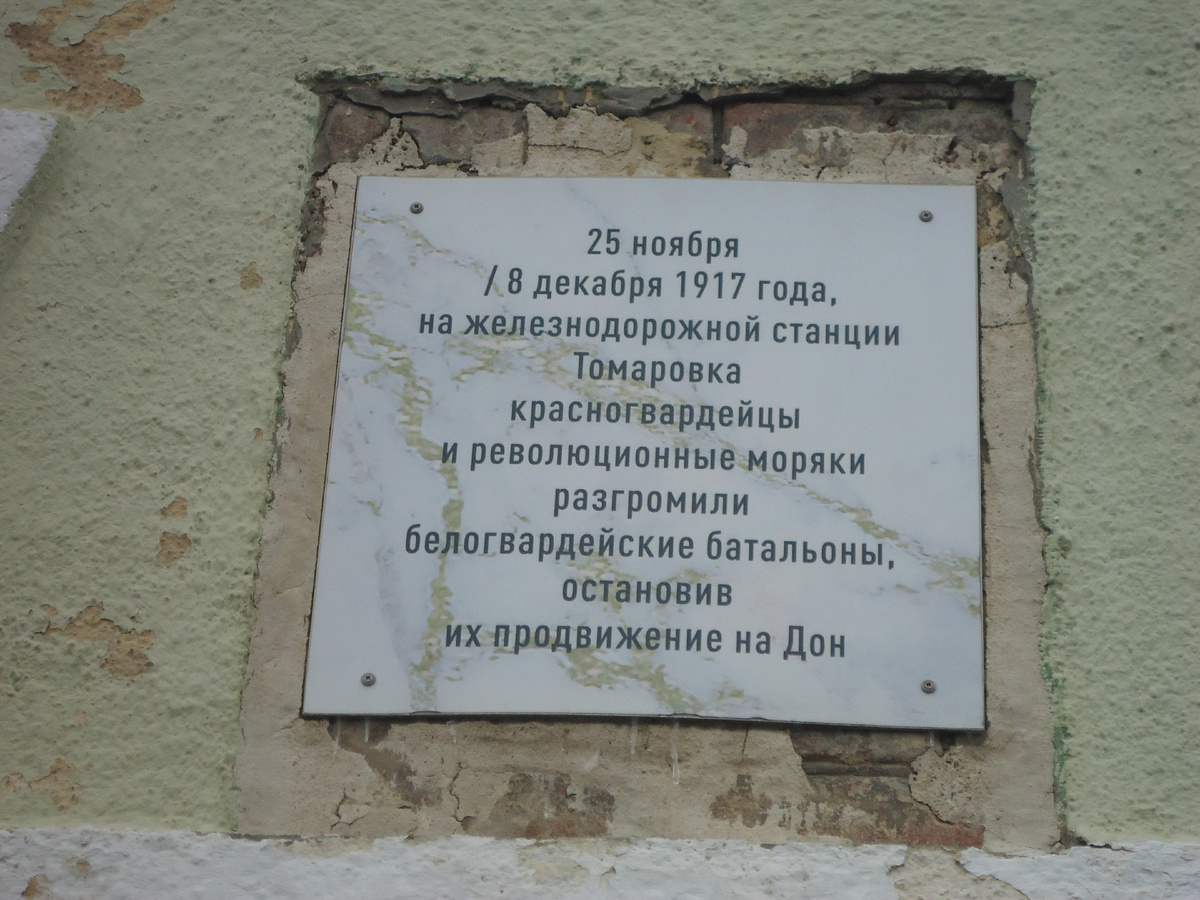 25 ноября
/ 8 декабря 1917 года,
на железнодорожной станции
Томаровка
красногвардейцы
и революционные моряки
разгромили
белогвардейские батальоны,
остановив
их продвижение на Дон